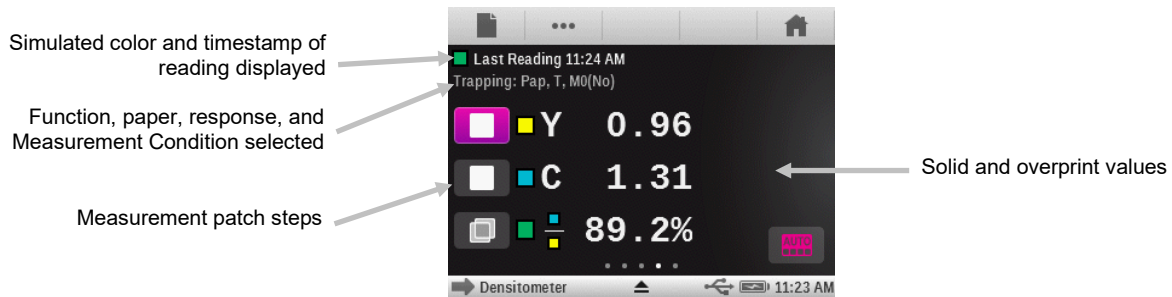 Simulated color and timestamp of
reading displayed
Function, paper, response, and
Measurement Condition selected
Measurement patch steps
Last Reading 11:24 AM
Trapping: Pap, T, M0(No)
Y 0.96
C 1.31
89.2%
AUTO
Densitometer
11:23 AM
Solid and overprint values